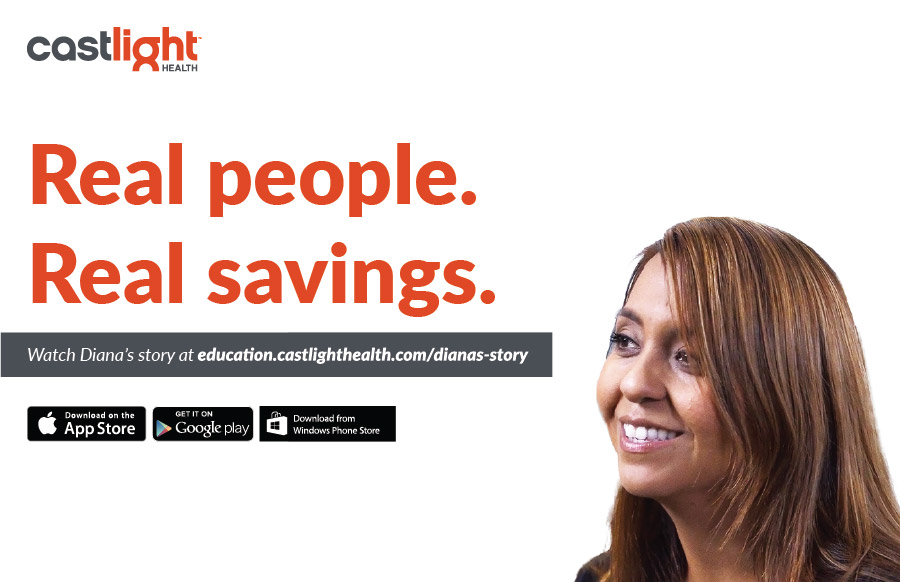 castlight™
HEALTH
Real people.
Real savings.
Watch Diana's story at education.castlighthealth.com/dianas-story
Download on the
App Store
GET IT ON
Google play
Download from
Windows Phone Store